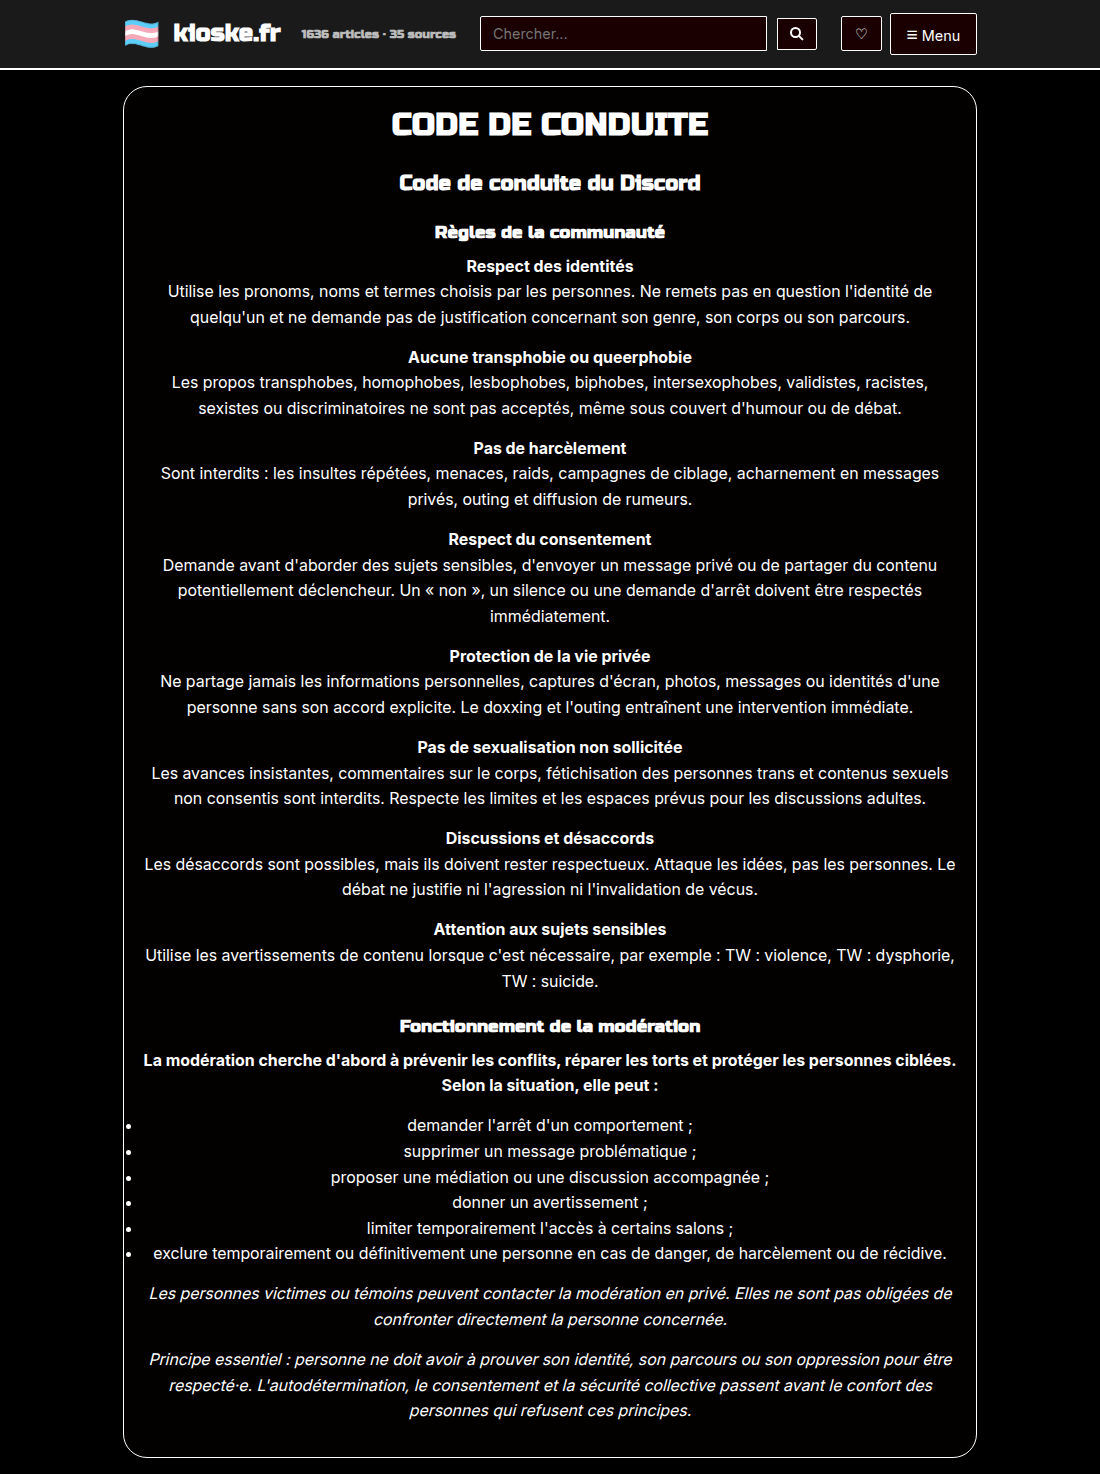 kioske.fr
1636 articles · 35 sources
Chercher...
♡
≡ Menu
CODE DE CONDUITE
Code de conduite du Discord
Règles de la communauté
Respect des identités
Utilise les pronoms, noms et termes choisis par les personnes. Ne remets pas en question l'identité de
quelqu'un et ne demande pas de justification concernant son genre, son corps ou son parcours.
Aucune transphobie ou queerphobie
Les propos transphobes, homophobes, lesbophobes, biphobes, intersexophobes, validistes, racistes,
sexistes ou discriminatoires ne sont pas acceptés, même sous couvert d'humour ou de débat.
Pas de harcèlement
Sont interdits : les insultes répétées, menaces, raids, campagnes de ciblage, acharnement en messages
privés, outing et diffusion de rumeurs.
Respect du consentement
Demande avant d'aborder des sujets sensibles, d'envoyer un message privé ou de partager du contenu
potentiellement déclencheur. Un « non », un silence ou une demande d'arrêt doivent être respectés
immédiatement.
Protection de la vie privée
Ne partage jamais les informations personnelles, captures d'écran, photos, messages ou identités d'une
personne sans son accord explicite. Le doxxing et l'outing entraînent une intervention immédiate.
Pas de sexualisation non sollicitée
Les avances insistantes, commentaires sur le corps, fétichisation des personnes trans et contenus sexuels
non consentis sont interdits. Respecte les limites et les espaces prévus pour les discussions adultes.
Discussions et désaccords
Les désaccords sont possibles, mais ils doivent rester respectueux. Attaque les idées, pas les personnes. Le
débat ne justifie ni l'agression ni l'invalidation de vécus.
Attention aux sujets sensibles
Utilise les avertissements de contenu lorsque c'est nécessaire, par exemple : TW : violence, TW : dysphorie,
TW : suicide.
Fonctionnement de la modération
La modération cherche d'abord à prévenir les conflits, réparer les torts et protéger les personnes ciblées.
Selon la situation, elle peut :
• demander l'arrêt d'un comportement ;
• supprimer un message problématique ;
• proposer une médiation ou une discussion accompagnée ;
• donner un avertissement ;
• limiter temporairement l'accès à certains salons ;
• exclure temporairement ou définitivement une personne en cas de danger, de harcèlement ou de récidive.
Les personnes victimes ou témoins peuvent contacter la modération en privé. Elles ne sont pas obligées de
confronter directement la personne concernée.
Principe essentiel : personne ne doit avoir à prouver son identité, son parcours ou son oppression pour être
respecté·e. L'autodétermination, le consentement et la sécurité collective passent avant le confort des
personnes qui refusent ces principes.